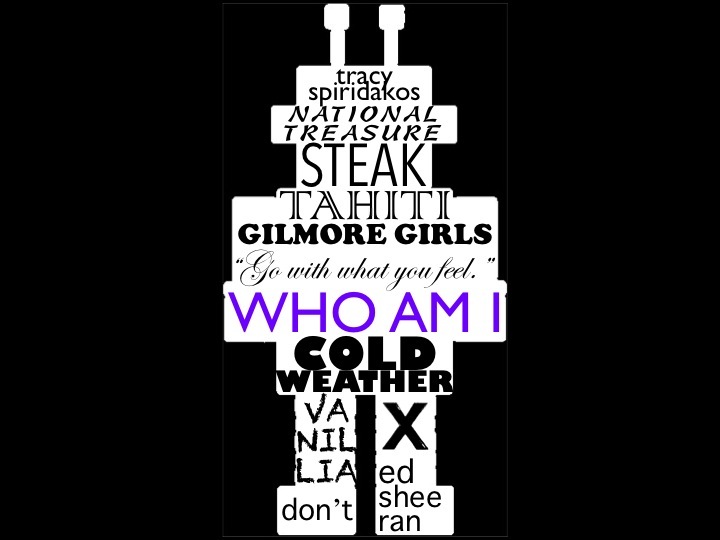 tracy
spiridakos
NATIONAL
TREASURE
STEAK
TAHITI
GILMORE GIRLS
“Go with what you feel.”
WHO AM I
COLD
WEATHER
VA
NIL
LIA
don’t
X
ed
shee
ran